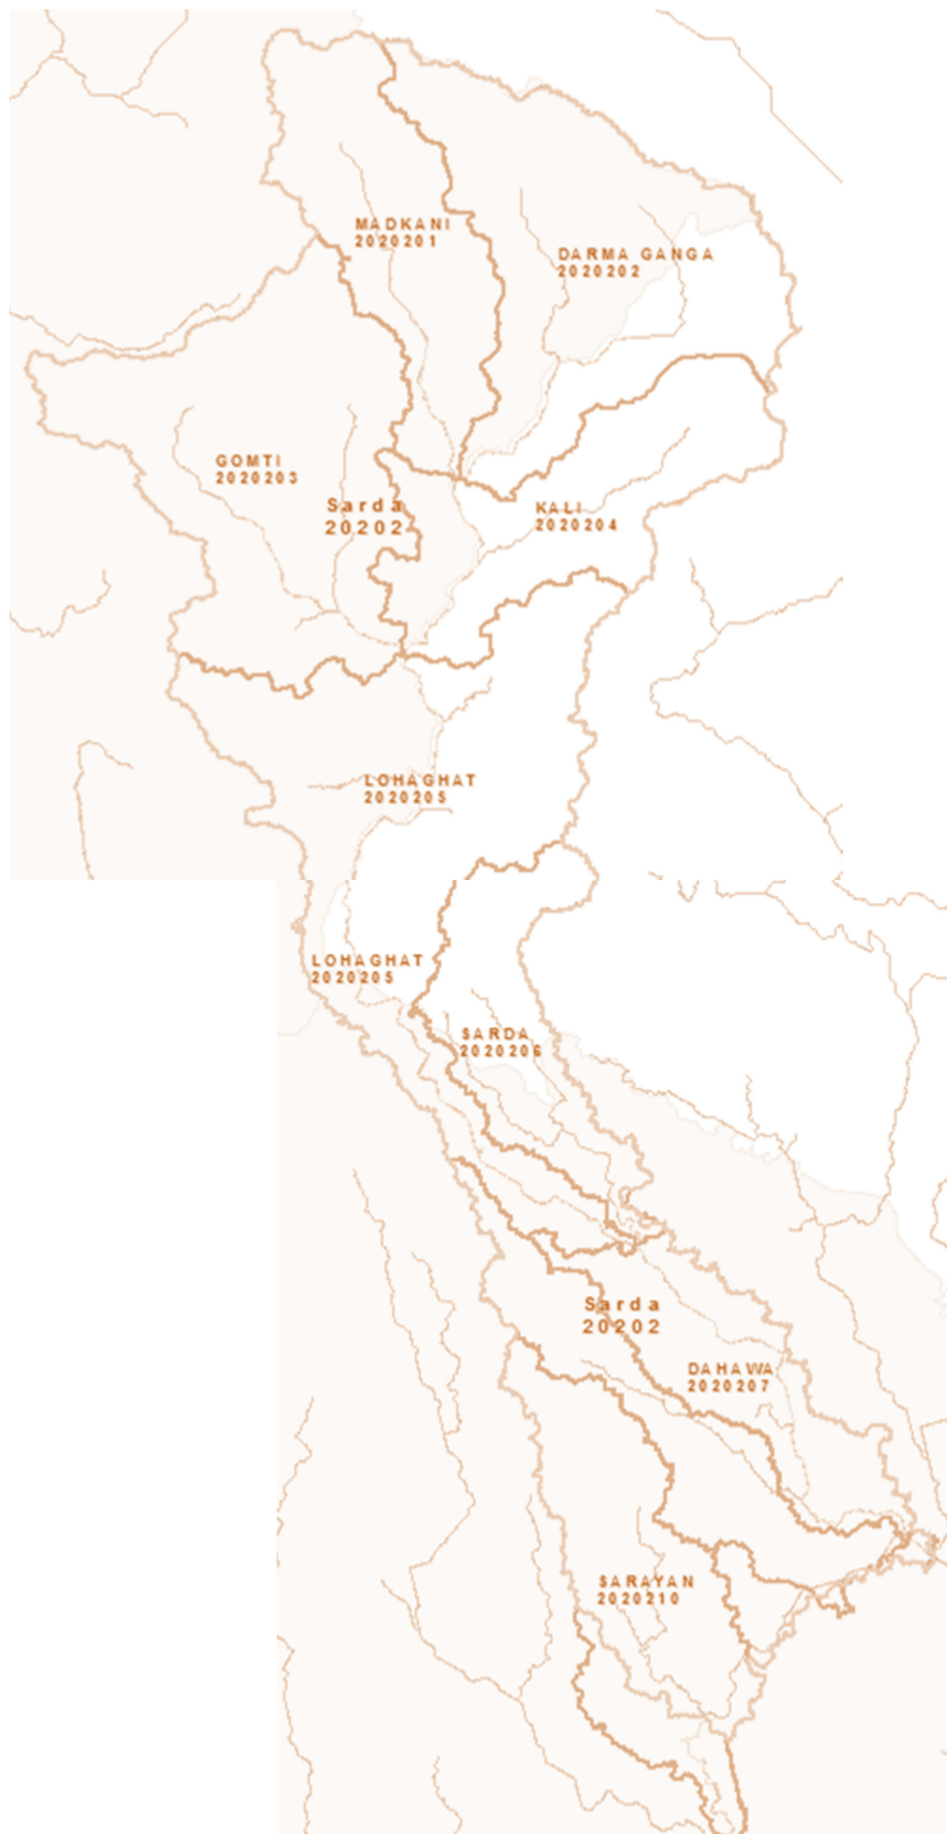 MADKANI
2020201
DARMA GANGA
2020202
GOMTI
2020203
Sarda
20202
KALI
2020204
LOHAGHAT
2020205
LOHAGHAT
2020205
SARDA
2020206
Sarda
20202
DAHAWA
2020207
SARAYAN
2020210